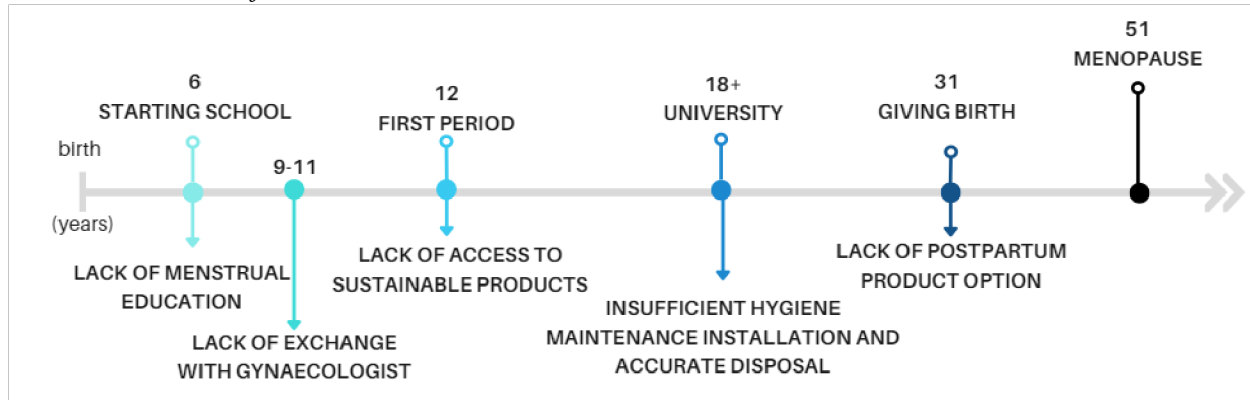 51
MENOPAUSE
6
STARTING SCHOOL
12
FIRST PERIOD
18+
UNIVERSITY
31
GIVING BIRTH
birth
9-11
(years)
LACK OF MENSTRUAL
EDUCATION
LACK OF EXCHANGE
WITH GYNAECOLOGIST
LACK OF ACCESS TO
SUSTAINABLE PRODUCTS
INSUFFICIENT HYGIENE
MAINTENANCE INSTALLATION AND
ACCURATE DISPOSAL
LACK OF POSTPARTUM
PRODUCT OPTION